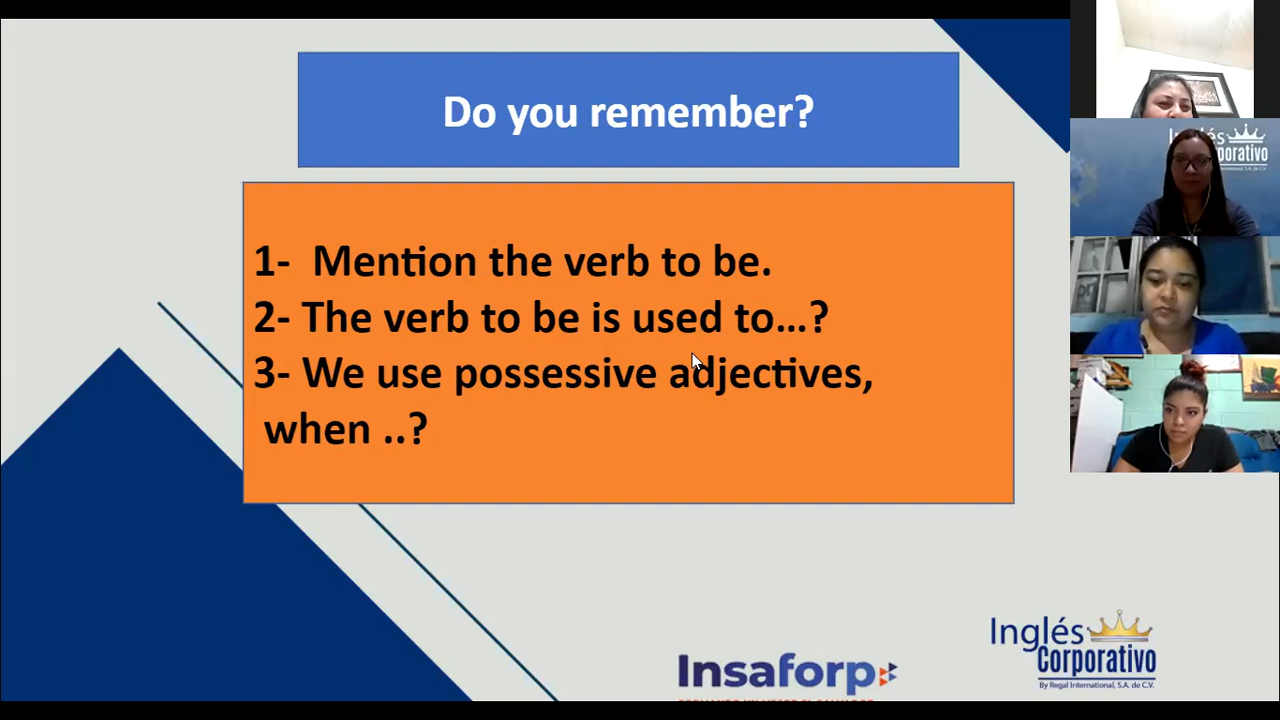 Do you remember?
1- Mention the verb to be.
2- The verb to be is used to...?
3- We use possessive adjectives,
when ..?
Inglés
Corporativo
By Regal International, S.A. de C.V.
Insaforp
Inglés
orporativo